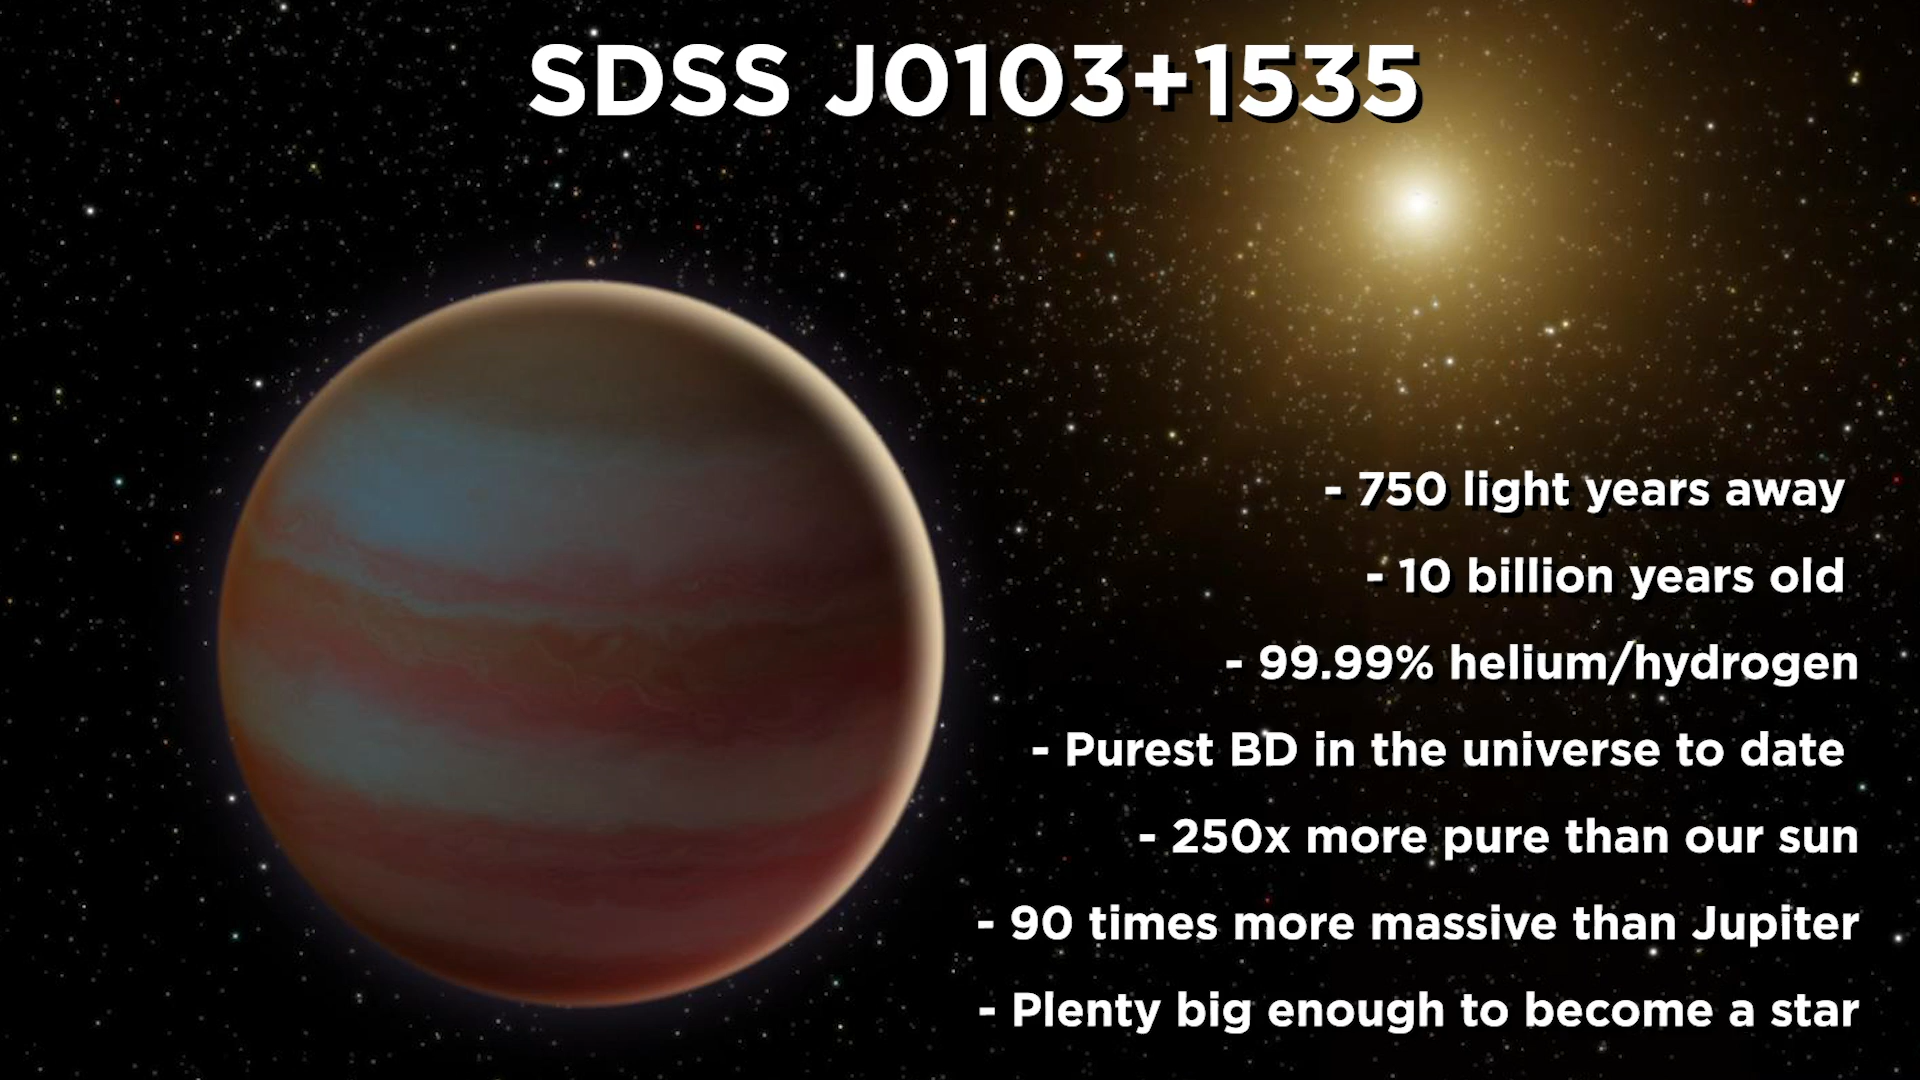 SDSS J0103+1535
- 750 light years away
- 10 billion years old
- 99.99% helium/hydrogen
- Purest BD in the universe to date
- 250x more pure than our sun
- 90 times more massive than Jupiter
- Plenty big enough to become a star